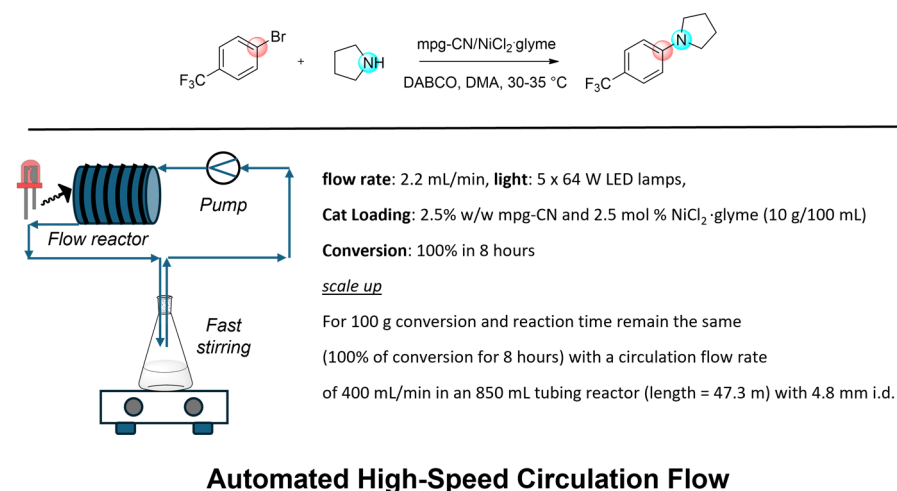 Br
F₃C
+
NH
mpg-CN/NiCl₂·glyme
DABCO, DMA, 30-35 °C
N
F₃C
Pump
Flow reactor
Fast
stirring
flow rate: 2.2 mL/min, light: 5 x 64 W LED lamps,
Cat Loading: 2.5% w/w mpg-CN and 2.5 mol % NiCl₂·glyme (10 g/100 mL)
Conversion: 100% in 8 hours
scale up
For 100 g conversion and reaction time remain the same
(100% of conversion for 8 hours) with a circulation flow rate
of 400 mL/min in an 850 mL tubing reactor (length = 47.3 m) with 4.8 mm i.d.
Automated High-Speed Circulation Flow